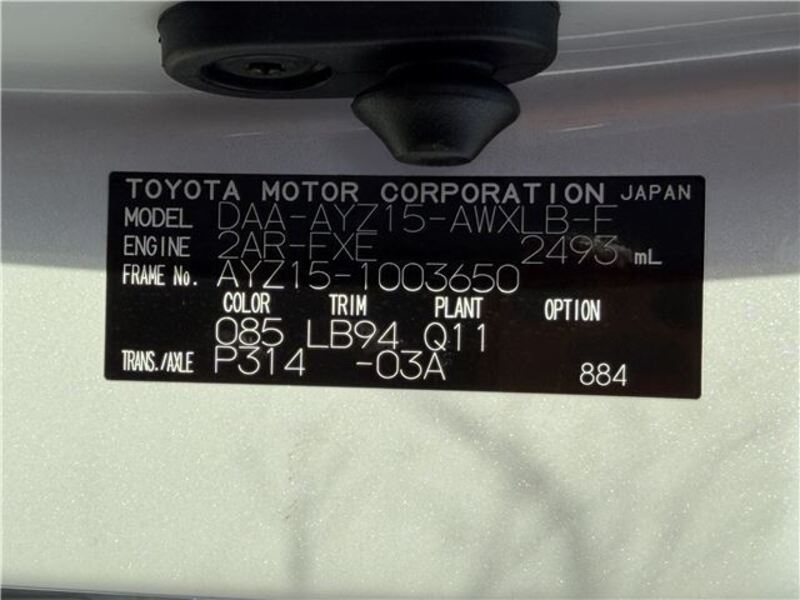 TOYOTA MOTOR CORPORATION JAPAN
MODEL DAA-AYZ15-AWXLB-F
ENGINE 2AR-FXE 2493 mL
FRAME No. AYZ15-1003650
COLOR TRIM PLANT OPTION
085 LB94 Q11
TRANS./AXLE P314 -03A 884